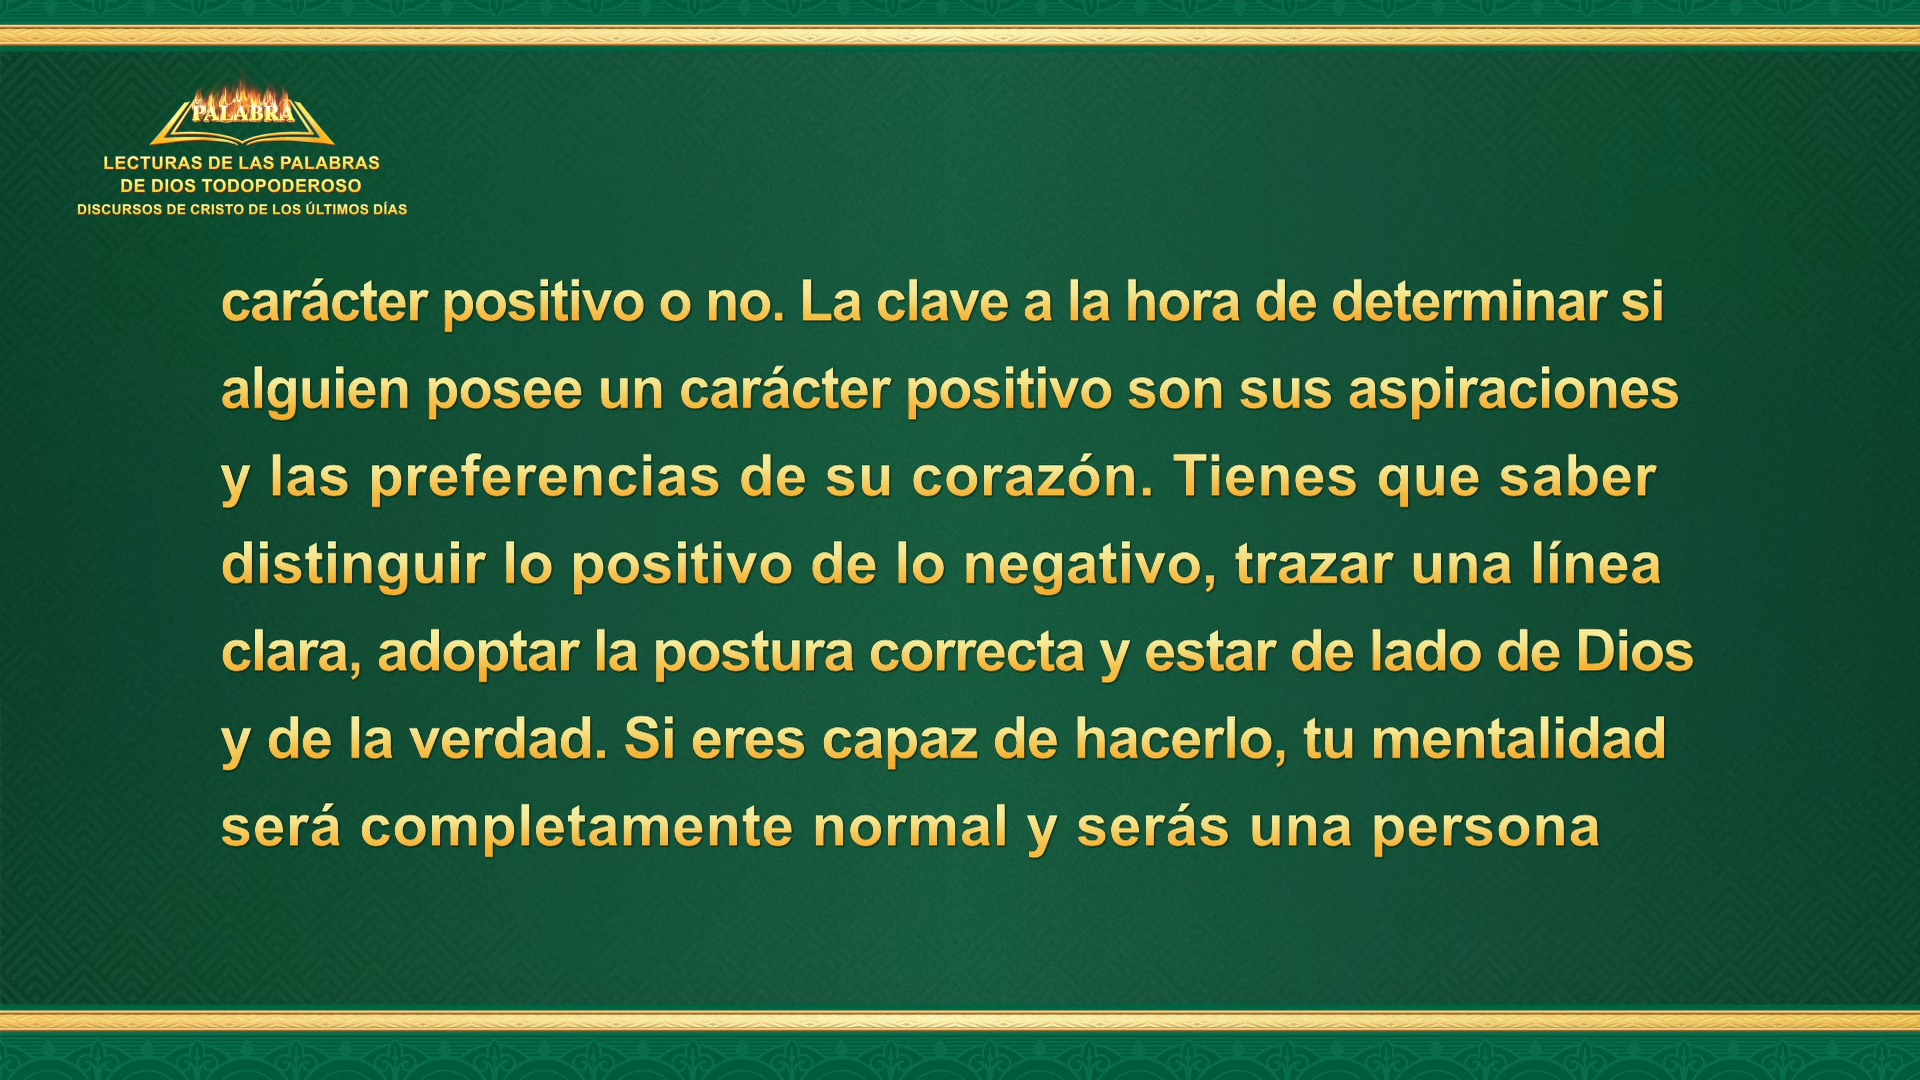 PALABRA
LECTURAS DE LAS PALABRAS
DE DIOS TODOPODEROSO
DISCURSOS DE CRISTO DE LOS ÚLTIMOS DÍAS
carácter positivo o no. La clave a la hora de determinar si
alguien posee un carácter positivo son sus aspiraciones
y las preferencias de su corazón. Tienes que saber
distinguir lo positivo de lo negativo, trazar una línea
clara, adoptar la postura correcta y estar de lado de Dios
y de la verdad. Si eres capaz de hacerlo, tu mentalidad
será completamente normal y serás una persona